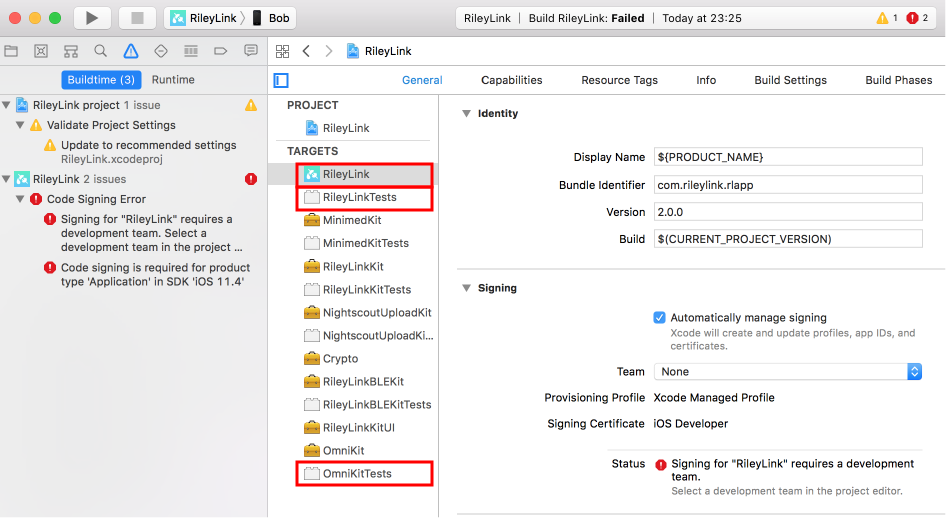 RileyLink 〉 Bob
RileyLink | Build RileyLink: Failed | Today at 23:25
1
2
RileyLink
Buildtime (3)
Runtime
General
Capabilities
Resource Tags
Info
Build Settings
Build Phases
RileyLink project 1 issue
Validate Project Settings
Update to recommended settings
RileyLink.xcodeproj
RileyLink 2 issues
Code Signing Error
Signing for "RileyLink" requires a
development team. Select a
development team in the project ...
Code signing is required for product
type 'Application' in SDK 'iOS 11.4'
PROJECT
RileyLink
TARGETS
RileyLink
RileyLinkTests
MinimedKit
MinimedKitTests
RileyLinkKit
RileyLinkKitTests
NightscoutUploadKit
NightscoutUploadKi...
Crypto
RileyLinkBLEKit
RileyLinkBLEKitTests
RileyLinkKitUI
OmniKit
OmniKitTests
Identity
Display Name ${PRODUCT_NAME}
Bundle Identifier com.rileylink.rlapp
Version 2.0.0
Build $(CURRENT_PROJECT_VERSION)
Signing
Automatically manage signing
Xcode will create and update profiles, app IDs, and
certificates.
Team None
Provisioning Profile Xcode Managed Profile
Signing Certificate iOS Developer
Status Signing for "RileyLink" requires a development
team.
Select a development team in the project editor.